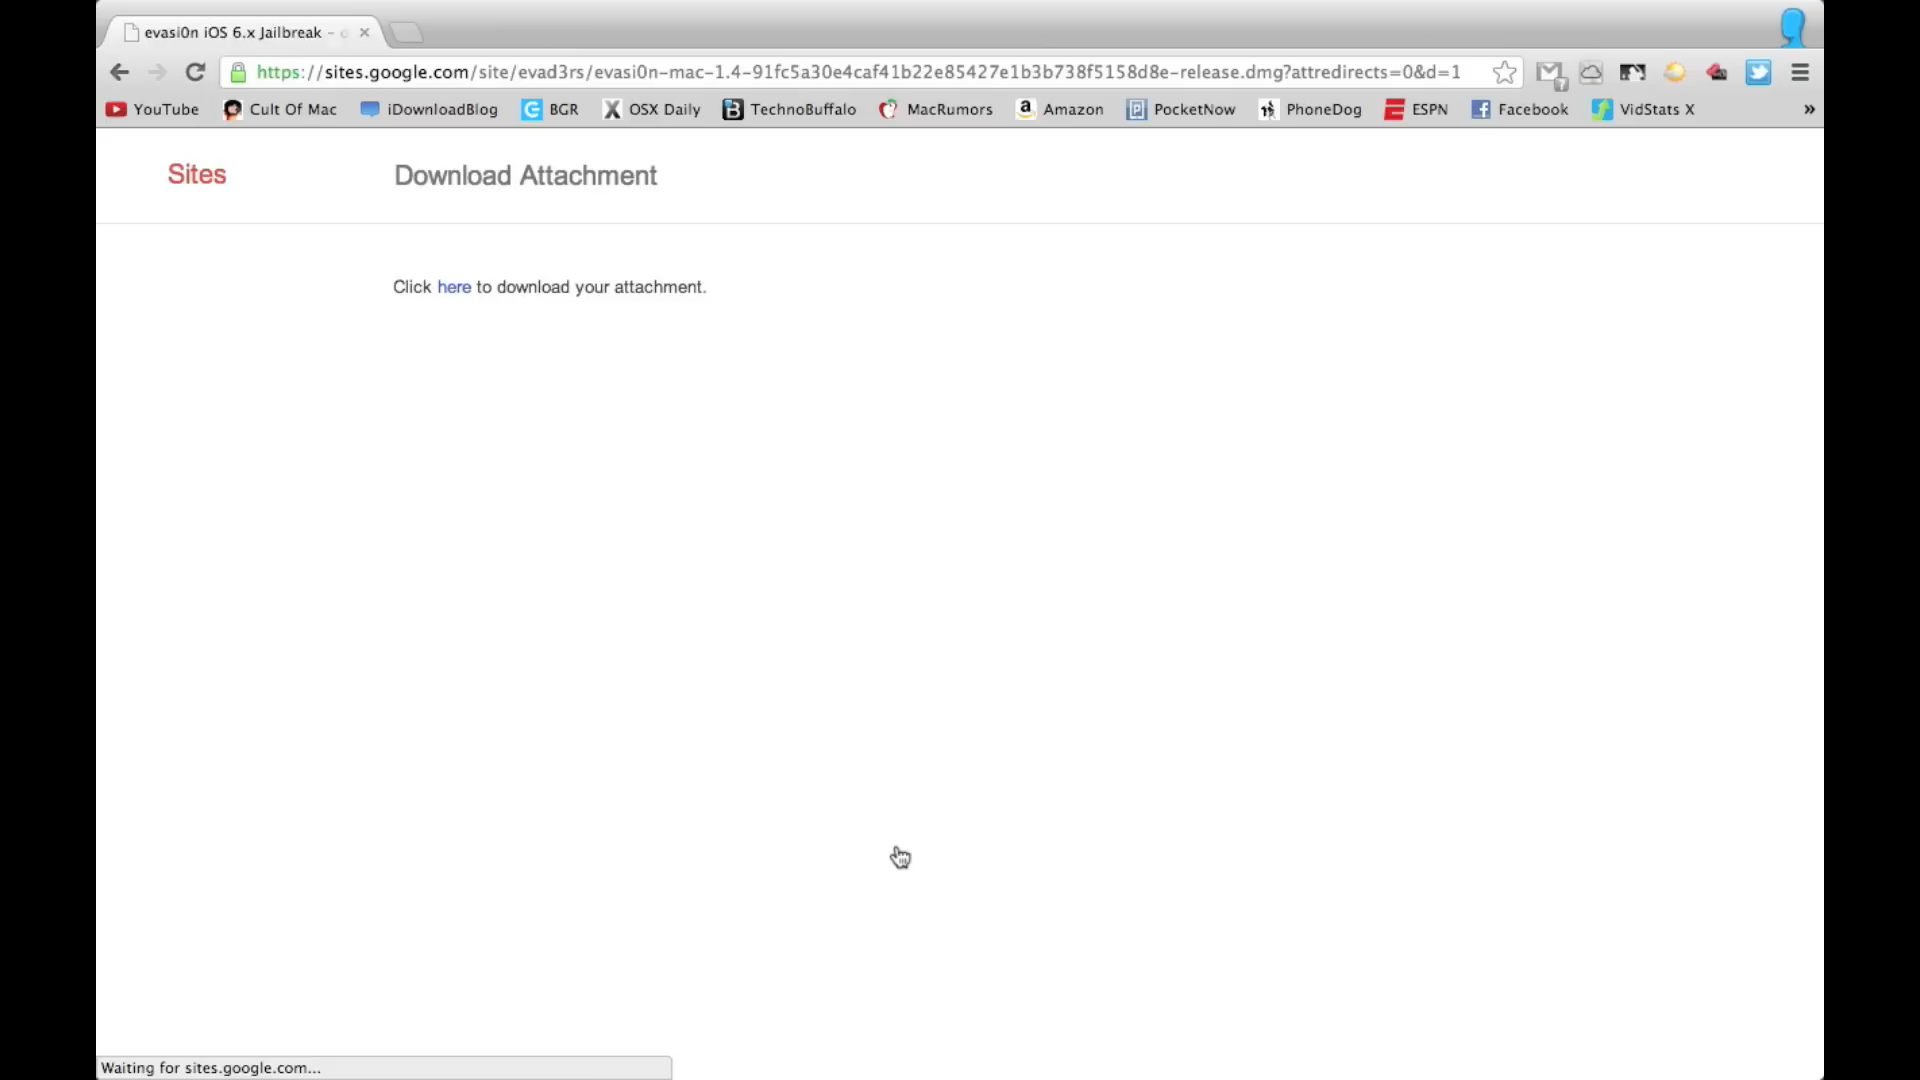 evasi0n iOS 6.x Jailbreak -
https://sites.google.com/site/evad3rs/evasi0n-mac-1.4-91fc5a30e4caf41b22e85427e1b3b738f5158d8e-release.dmg?attredirects=0&d=1
YouTube Cult Of Mac iDownloadBlog BGR OSX Daily TechnoBuffalo MacRumors Amazon PocketNow PhoneDog ESPN Facebook VidStats X »
Sites Download Attachment
Click here to download your attachment.
Waiting for sites.google.com...